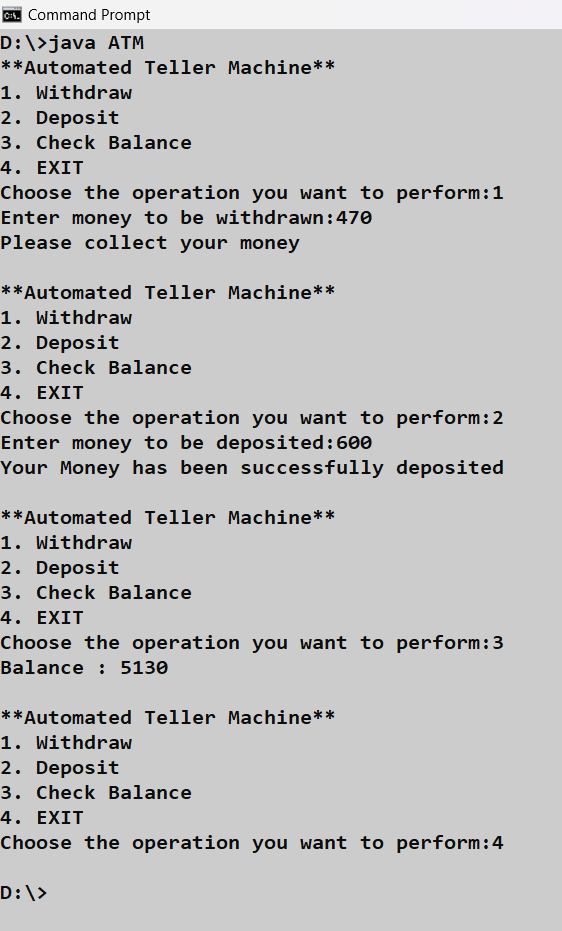 Command Prompt
D:\>java ATM
**Automated Teller Machine**
1. Withdraw
2. Deposit
3. Check Balance
4. EXIT
Choose the operation you want to perform:1
Enter money to be withdrawn:470
Please collect your money
**Automated Teller Machine**
1. Withdraw
2. Deposit
3. Check Balance
4. EXIT
Choose the operation you want to perform:2
Enter money to be deposited:600
Your Money has been successfully deposited
**Automated Teller Machine**
1. Withdraw
2. Deposit
3. Check Balance
4. EXIT
Choose the operation you want to perform:3
Balance : 5130
**Automated Teller Machine**
1. Withdraw
2. Deposit
3. Check Balance
4. EXIT
Choose the operation you want to perform:4
D:\>